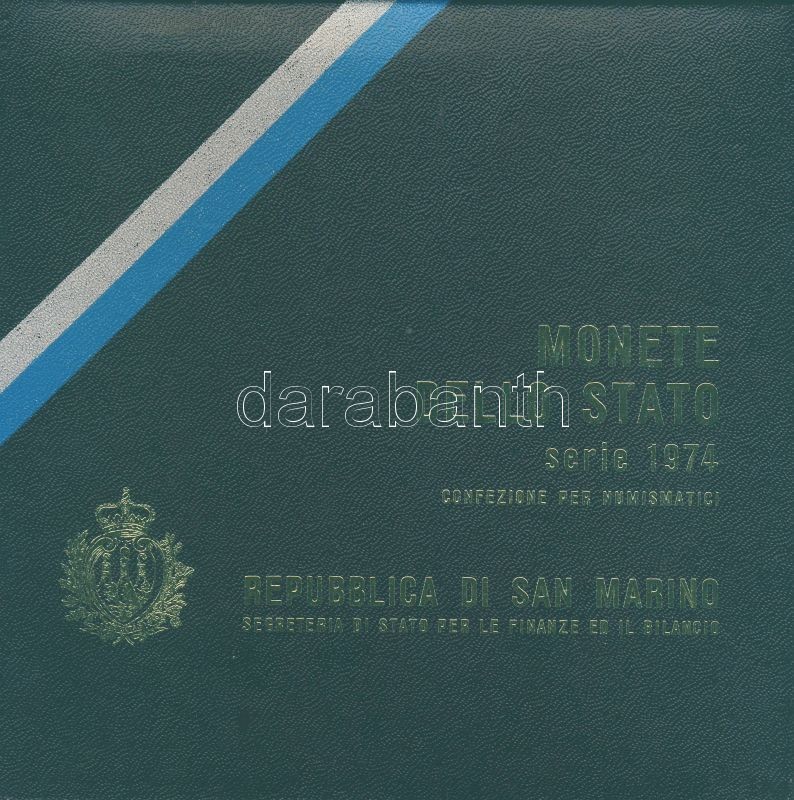 MONETE
DELLO STATO
darabanth
serie 1974
CONFEZIONE PER NUMISMATICI
REPUBBLICA DI SAN MARINO
SEGRETERIA DI STATO PER LE FINANZE ED IL BILANCIO